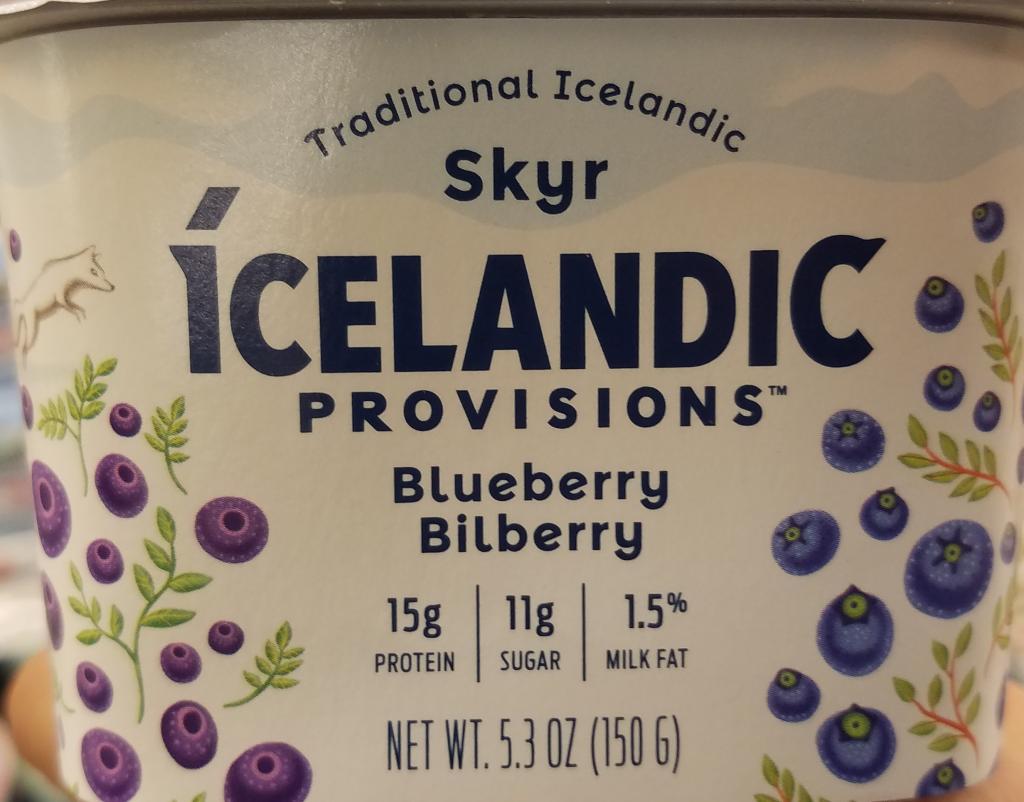 Traditional Icelandic
Skyr
ÍCELANDIC
PROVISIONS™
Blueberry
Bilberry
15g 11g 1.5%
PROTEIN SUGAR MILK FAT
NET WT. 5.3 OZ (150 G)